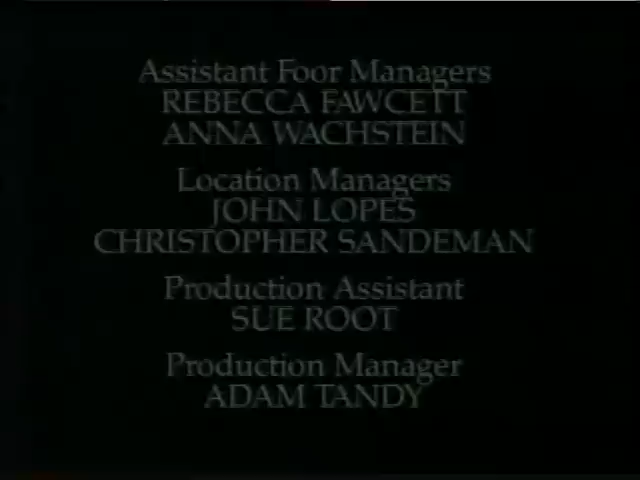 Assistant Foor Managers
REBECCA FAWCETT
ANNA WACHSTEIN
Location Managers
JOHN LOPES
CHRISTOPHER SANDEMAN
Production Assistant
SUE ROOT
Production Manager
ADAM TANDY